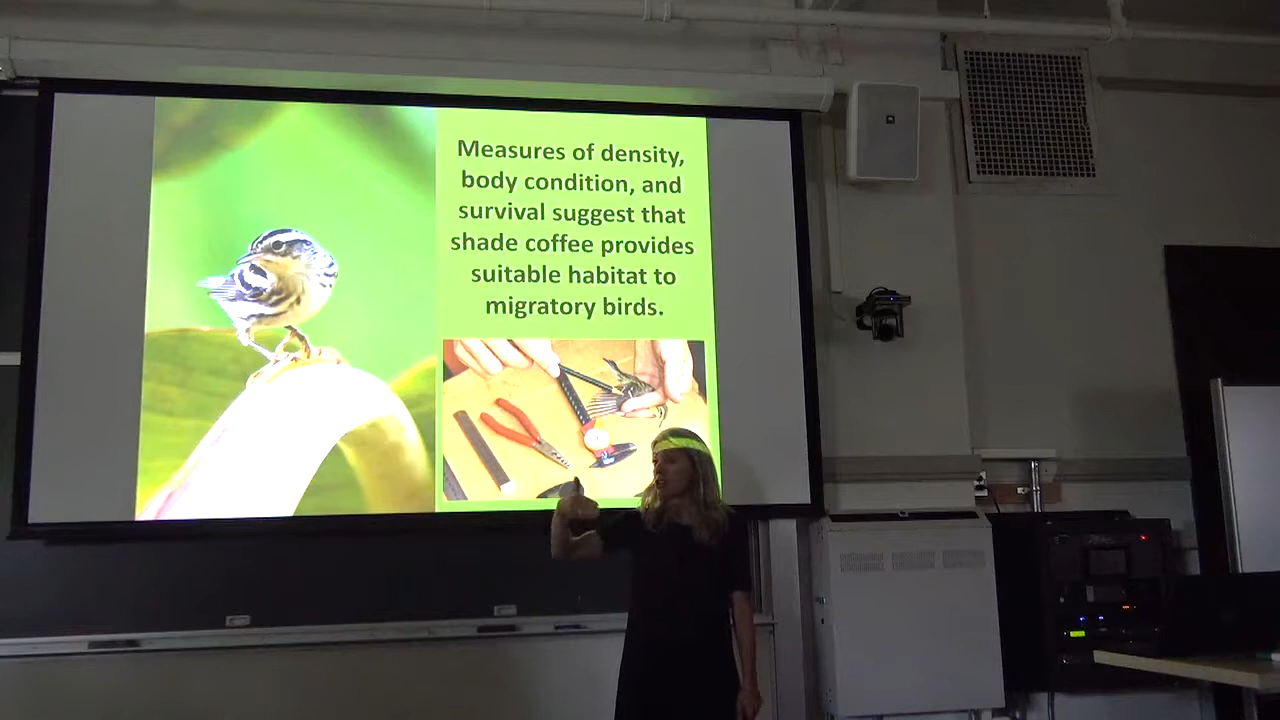 Measures of density,
body condition, and
survival suggest that
shade coffee provides
suitable habitat to
migratory birds.